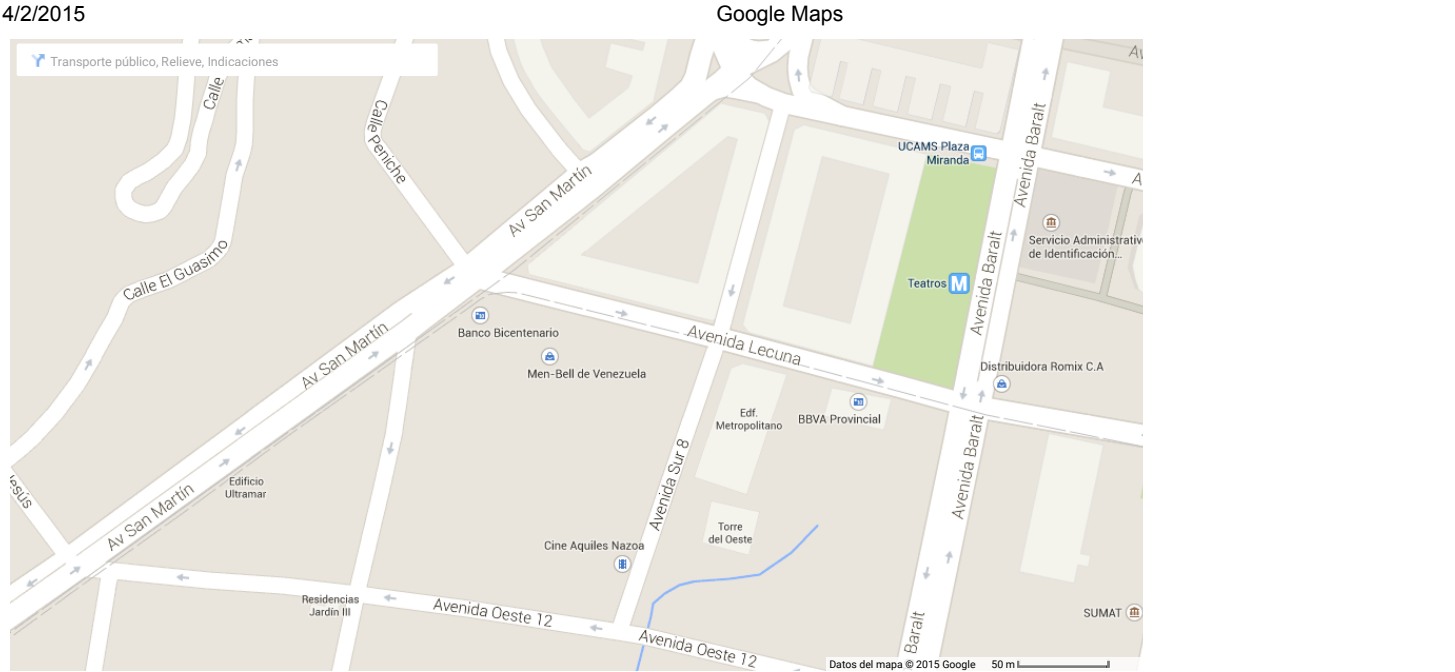 4/2/2015
Google Maps
Transporte público, Relieve, Indicaciones
Calle
Calle Peniche
Av San Martín
UCAMS Plaza
Miranda
Avenida Baralt
Servicio Administrativ
de Identificación...
Calle El Guasimo
Teatros M
Avenida Baralt
Banco Bicentenario
Av San Martín
Avenida Lecuna
Men-Bell de Venezuela
Distribuidora Romix C.A
Edf.
Metropolitano
BBVA Provincial
Avenida Baralt
Avenida Sur 8
esús
Edificio
Ultramar
Av San Martín
Torre
del Oeste
Cine Aquiles Nazoa
Residencias
Jardín III
Avenida Oeste 12
SUMAT
Avenida Oeste 12
Baralt
Datos del mapa © 2015 Google
50 m